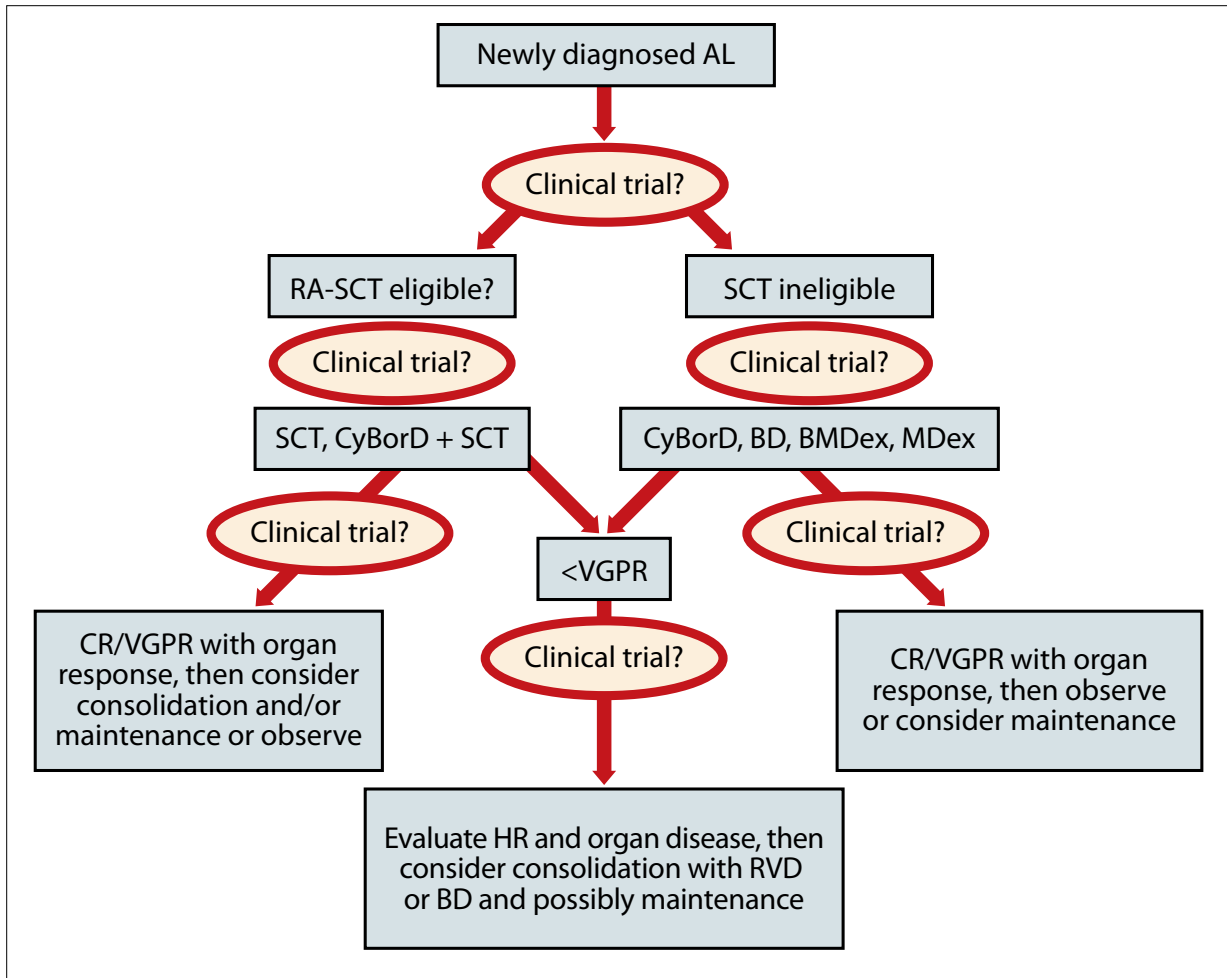 Newly diagnosed AL
Clinical trial?
RA-SCT eligible?
SCT ineligible
Clinical trial?
Clinical trial?
SCT, CyBorD + SCT
CyBorD, BD, BMDex, MDex
Clinical trial?
Clinical trial?
<VGPR
CR/VGPR with organ
response, then consider
consolidation and/or
maintenance or observe
Clinical trial?
CR/VGPR with organ
response, then observe
or consider maintenance
Evaluate HR and organ disease, then
consider consolidation with RVD
or BD and possibly maintenance